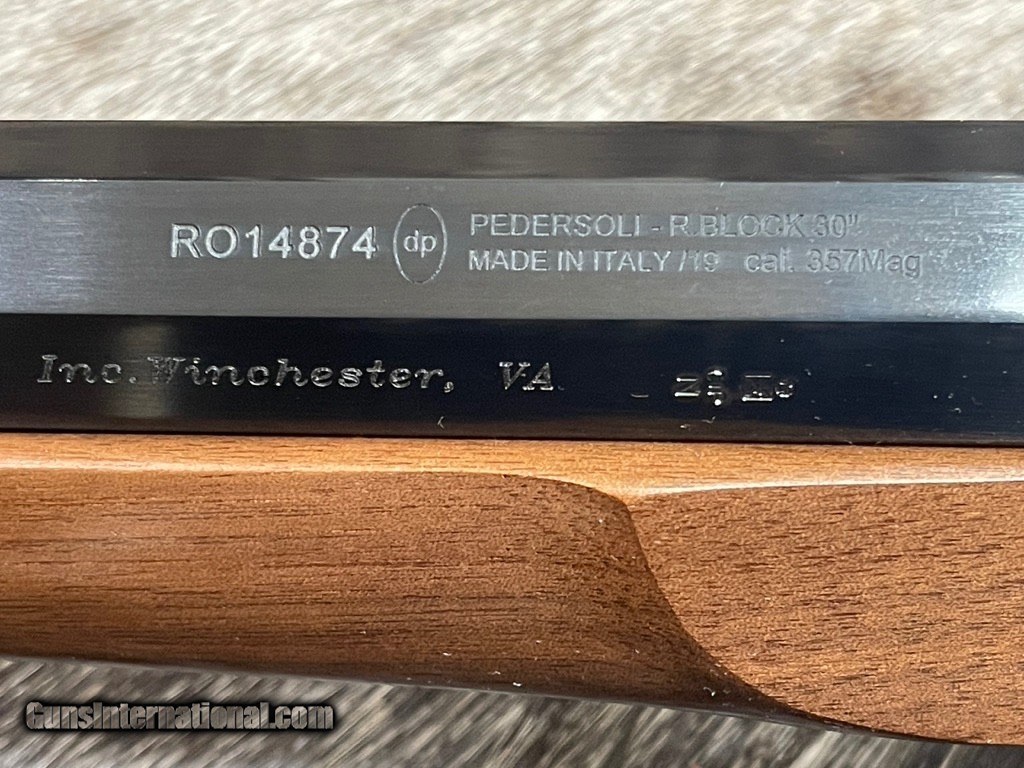 RO14874 dp PEDERSOLI - R.BLOCK 30"
MADE IN ITALY /19 cal. 357Mag
Inc. Winchester, VA
GunsInternational.com